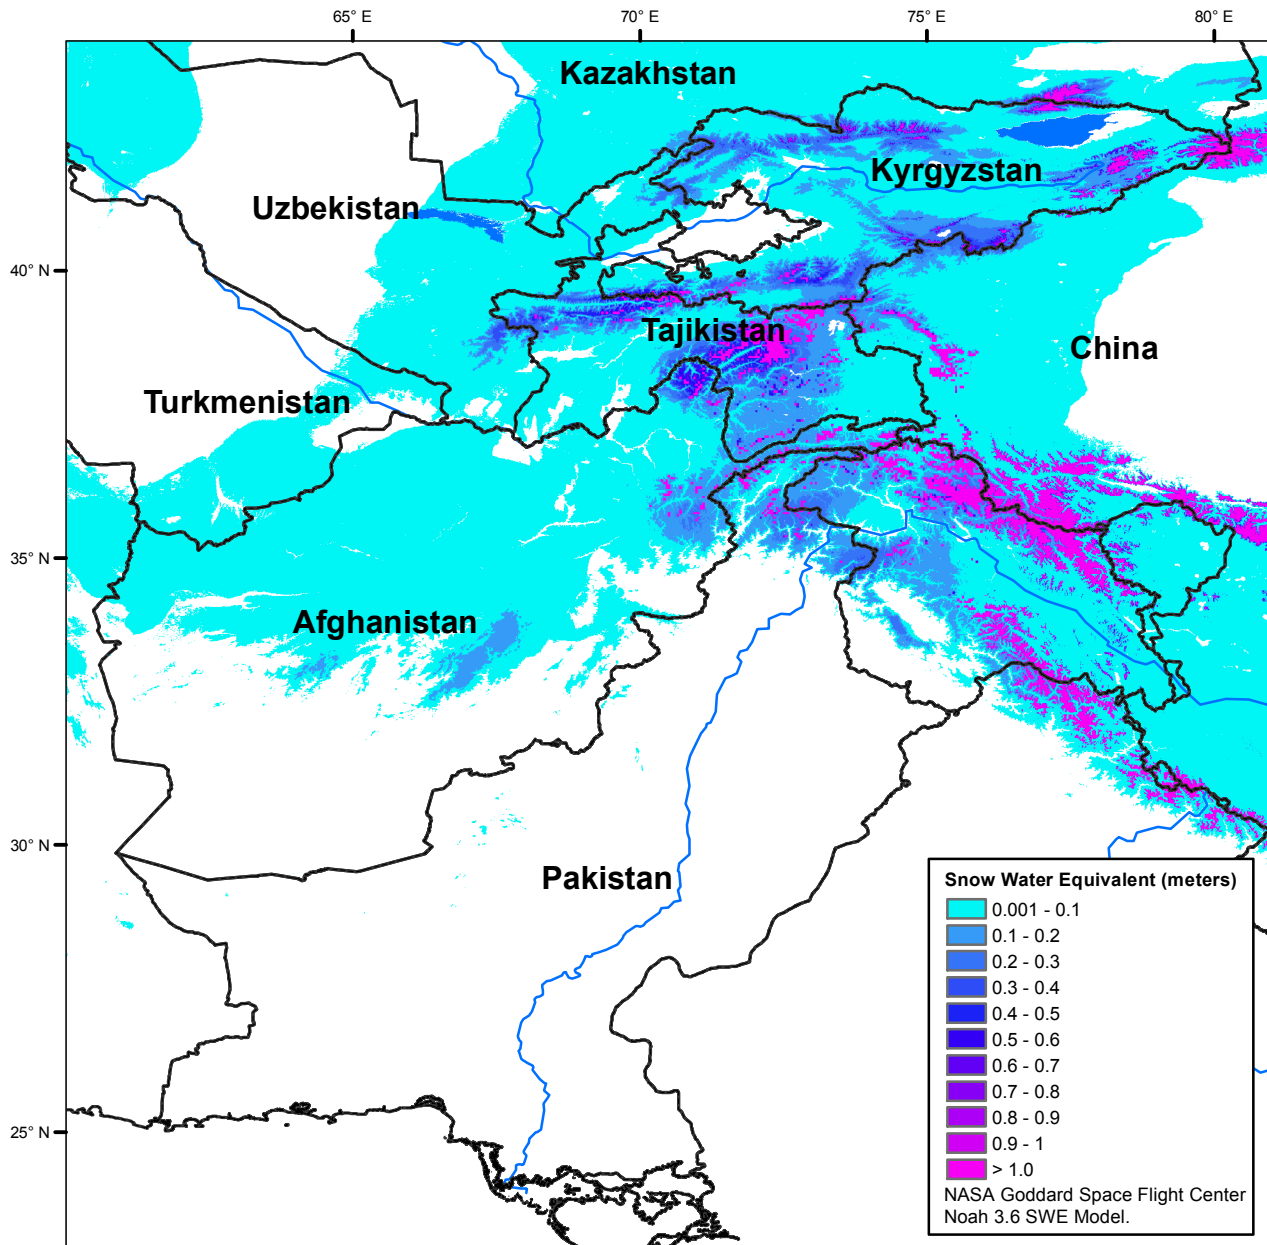 65° E
70° E
75° E
80° E
Kazakhstan
Kyrgyzstan
Uzbekistan
40° N
Tajikistan
China
Turkmenistan
35° N
Afghanistan
30° N
Pakistan
25° N
Snow Water Equivalent (meters)
0.001 - 0.1
0.1 - 0.2
0.2 - 0.3
0.3 - 0.4
0.4 - 0.5
0.5 - 0.6
0.6 - 0.7
0.7 - 0.8
0.8 - 0.9
0.9 - 1
> 1.0
NASA Goddard Space Flight Center
Noah 3.6 SWE Model.